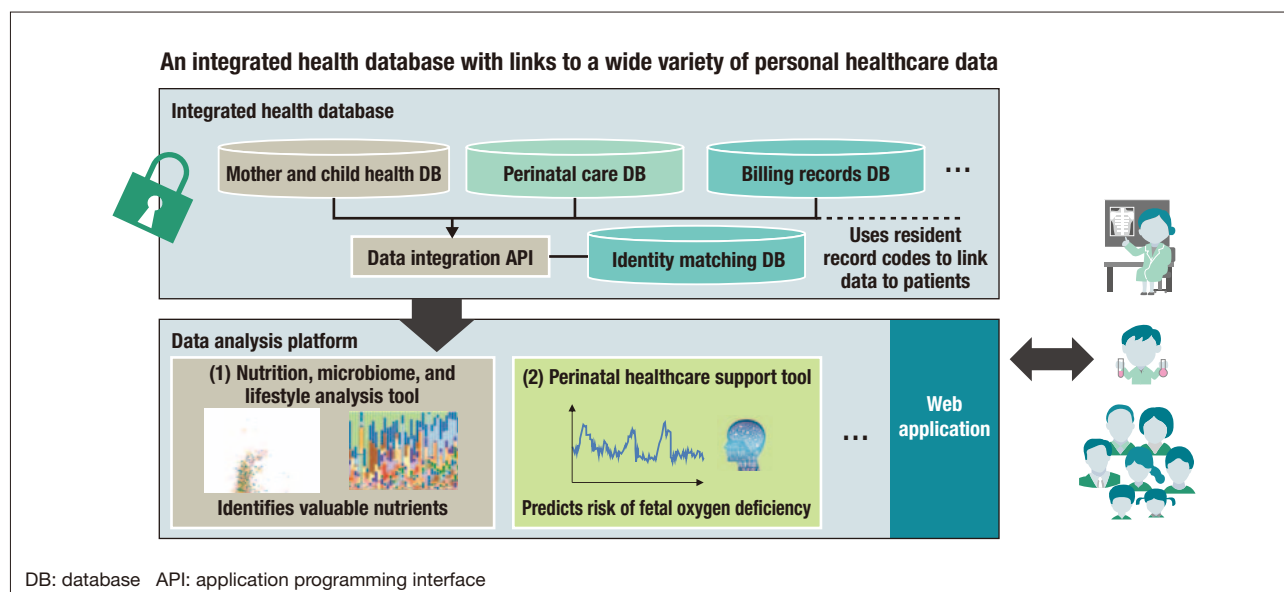 An integrated health database with links to a wide variety of personal healthcare data
Integrated health database
Mother and child health DB
Perinatal care DB
Billing records DB
...
Data integration API
Identity matching DB
Uses resident
record codes to link
data to patients
Data analysis platform
(1) Nutrition, microbiome, and
lifestyle analysis tool
Identifies valuable nutrients
(2) Perinatal healthcare support tool
Predicts risk of fetal oxygen deficiency
...
Web
application
DB: database API: application programming interface